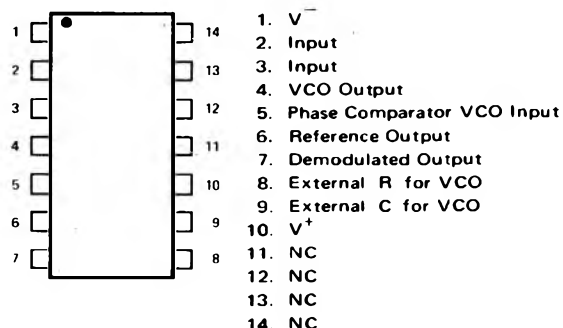 1 14
2 13
3 12
4 11
5 10
6 9
7 8
1. V⁻
2. Input
3. Input
4. VCO Output
5. Phase Comparator VCO Input
6. Reference Output
7. Demodulated Output
8. External R for VCO
9. External C for VCO
10. V⁺
11. NC
12. NC
13. NC
14. NC